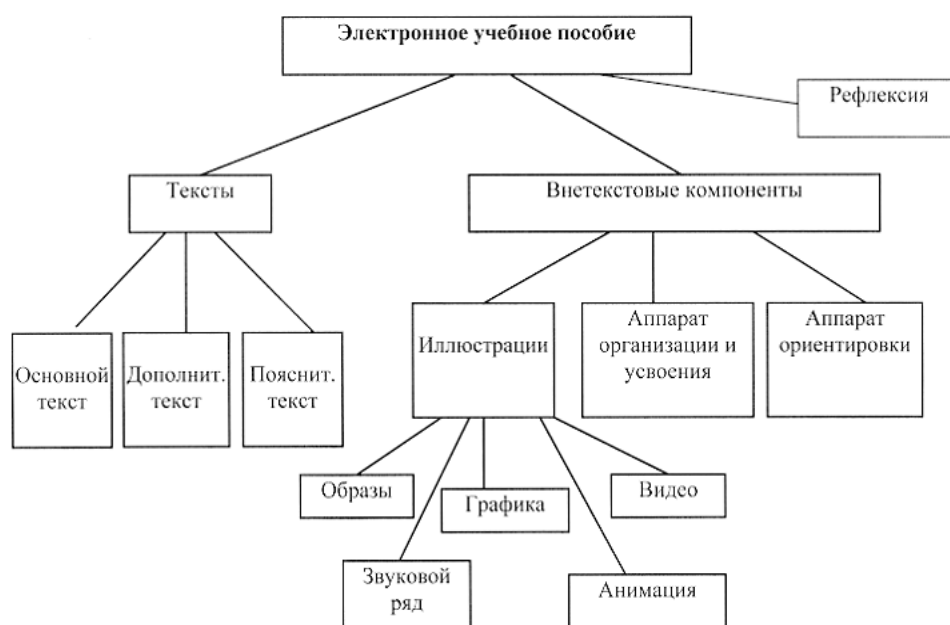 Электронное учебное пособие
Рефлексия
Тексты
Внетекстовые компоненты
Основной
текст
Дополнит.
текст
Пояснит.
текст
Иллюстрации
Аппарат
организации и
усвоения
Аппарат
ориентировки
Образы
Графика
Видео
Звуковой
ряд
Анимация